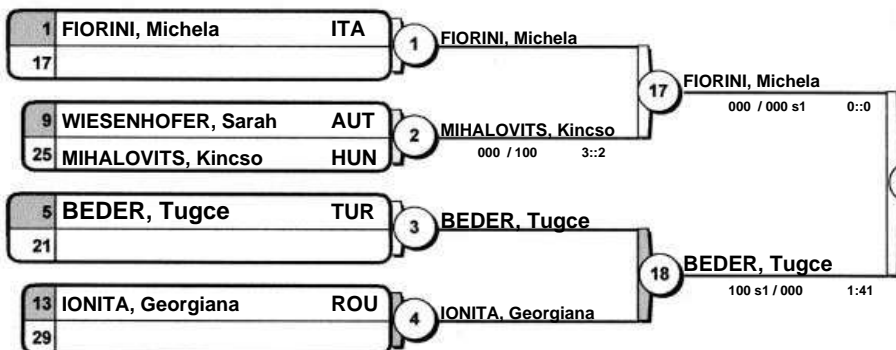 1 FIORINI, Michela ITA
17
1
FIORINI, Michela
9 WIESENHOFER, Sarah AUT
25 MIHALOVITS, Kincso HUN
2
MIHALOVITS, Kincso
000 / 100 3::2
17
FIORINI, Michela
000 / 000 s1 0::0
5 BEDER, Tugce TUR
21
3
BEDER, Tugce
13 IONITA, Georgiana ROU
29
4
IONITA, Georgiana
18
BEDER, Tugce
100 s1 / 000 1:41